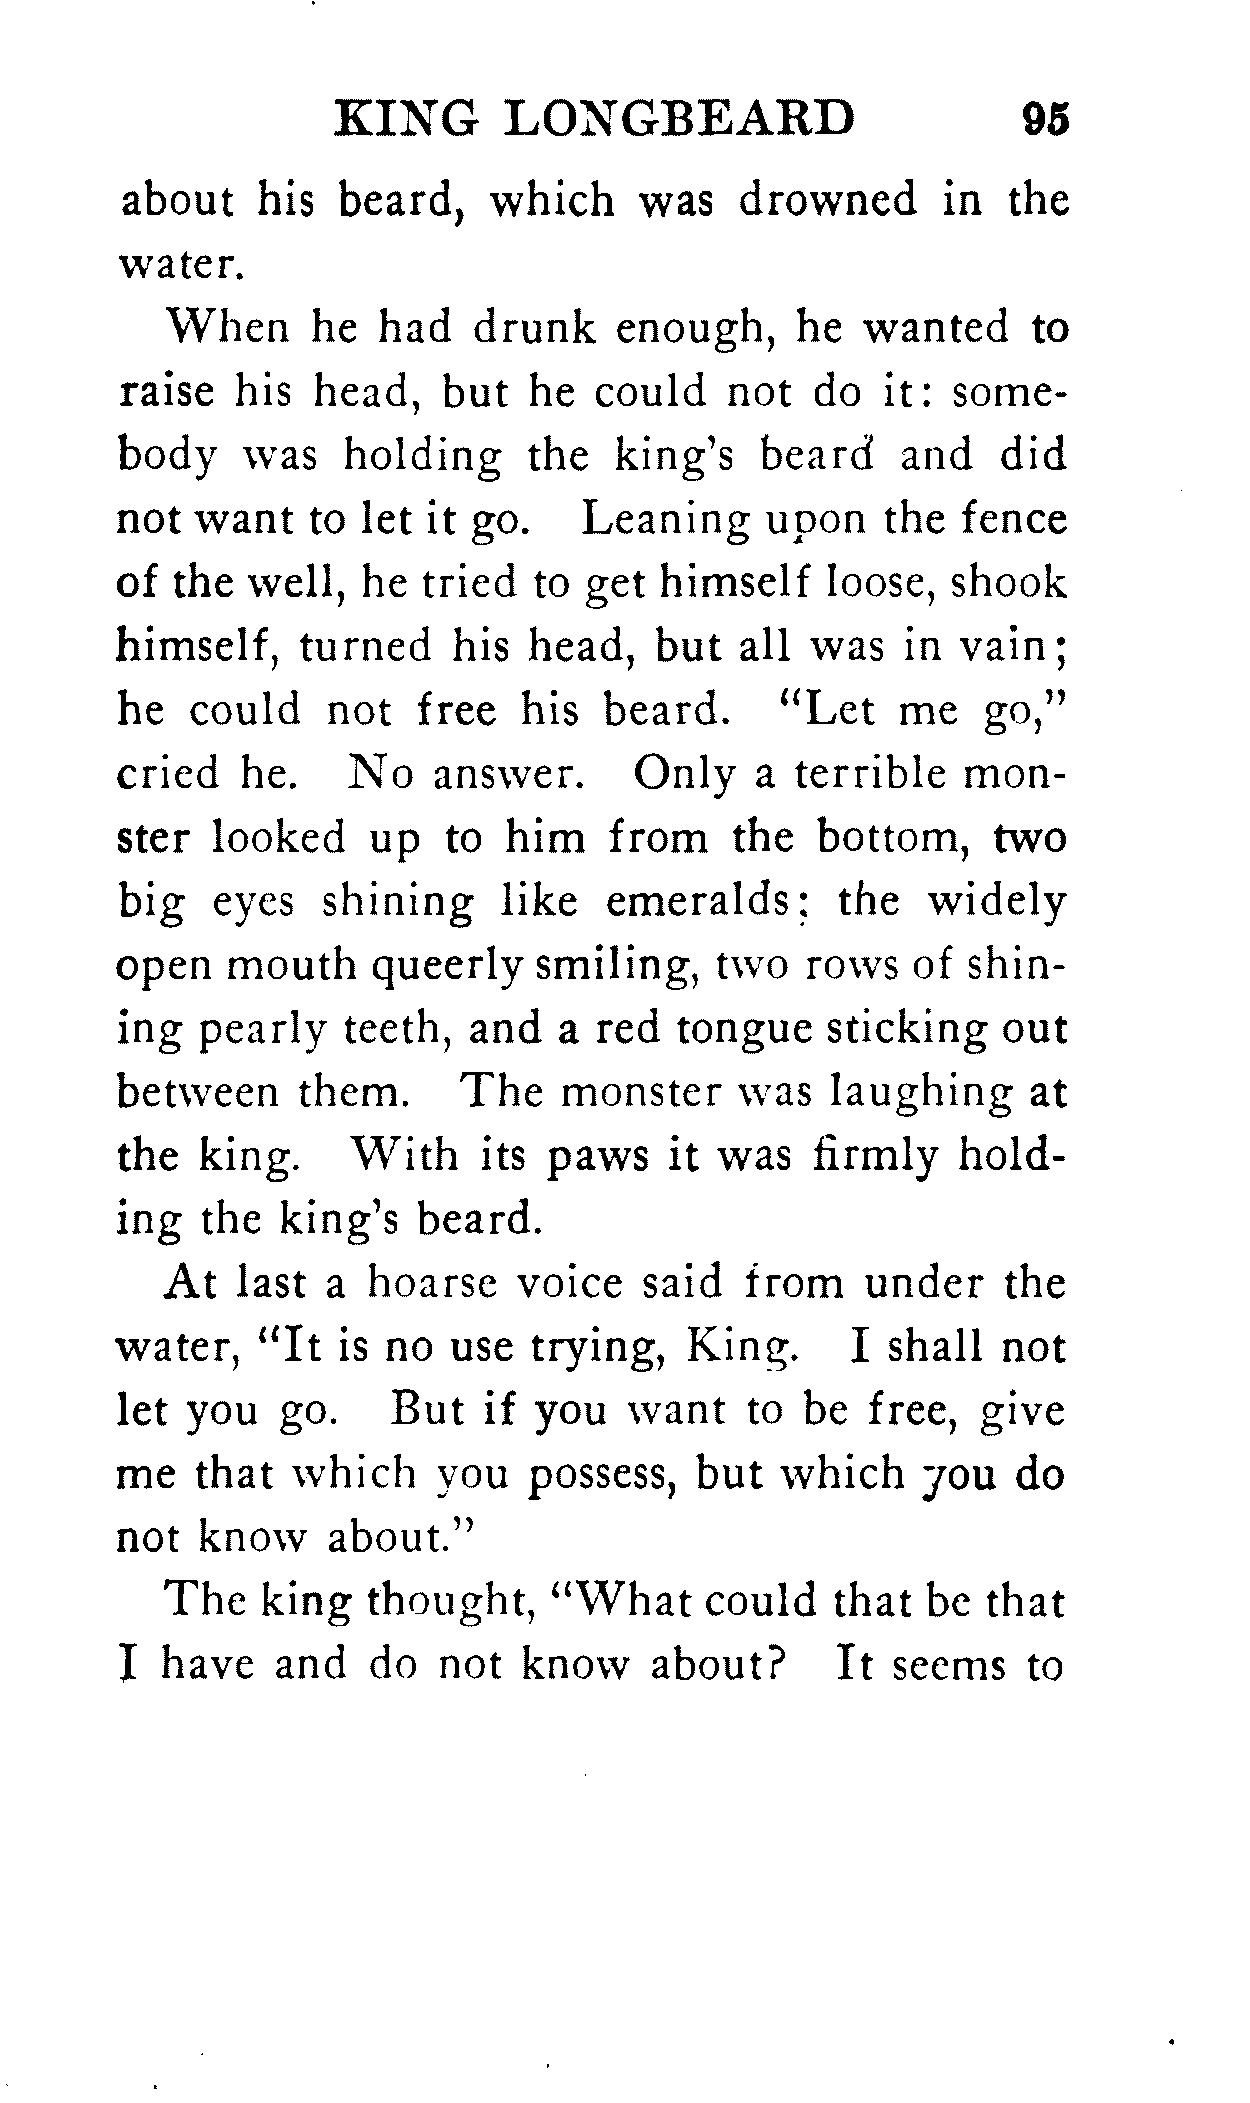 KING LONGBEARD 95
about his beard, which was drowned in the
water.
When he had drunk enough, he wanted to
raise his head, but he could not do it: some-
body was holding the king's beard and did
not want to let it go. Leaning upon the fence
of the well, he tried to get himself loose, shook
himself, turned his head, but all was in vain;
he could not free his beard. "Let me go,"
cried he. No answer. Only a terrible mon-
ster looked up to him from the bottom, two
big eyes shining like emeralds; the widely
open mouth queerly smiling, two rows of shin-
ing pearly teeth, and a red tongue sticking out
between them. The monster was laughing at
the king. With its paws it was firmly hold-
ing the king's beard.
At last a hoarse voice said from under the
water, "It is no use trying, King. I shall not
let you go. But if you want to be free, give
me that which you possess, but which you do
not know about."
The king thought, "What could that be that
I have and do not know about? It seems to